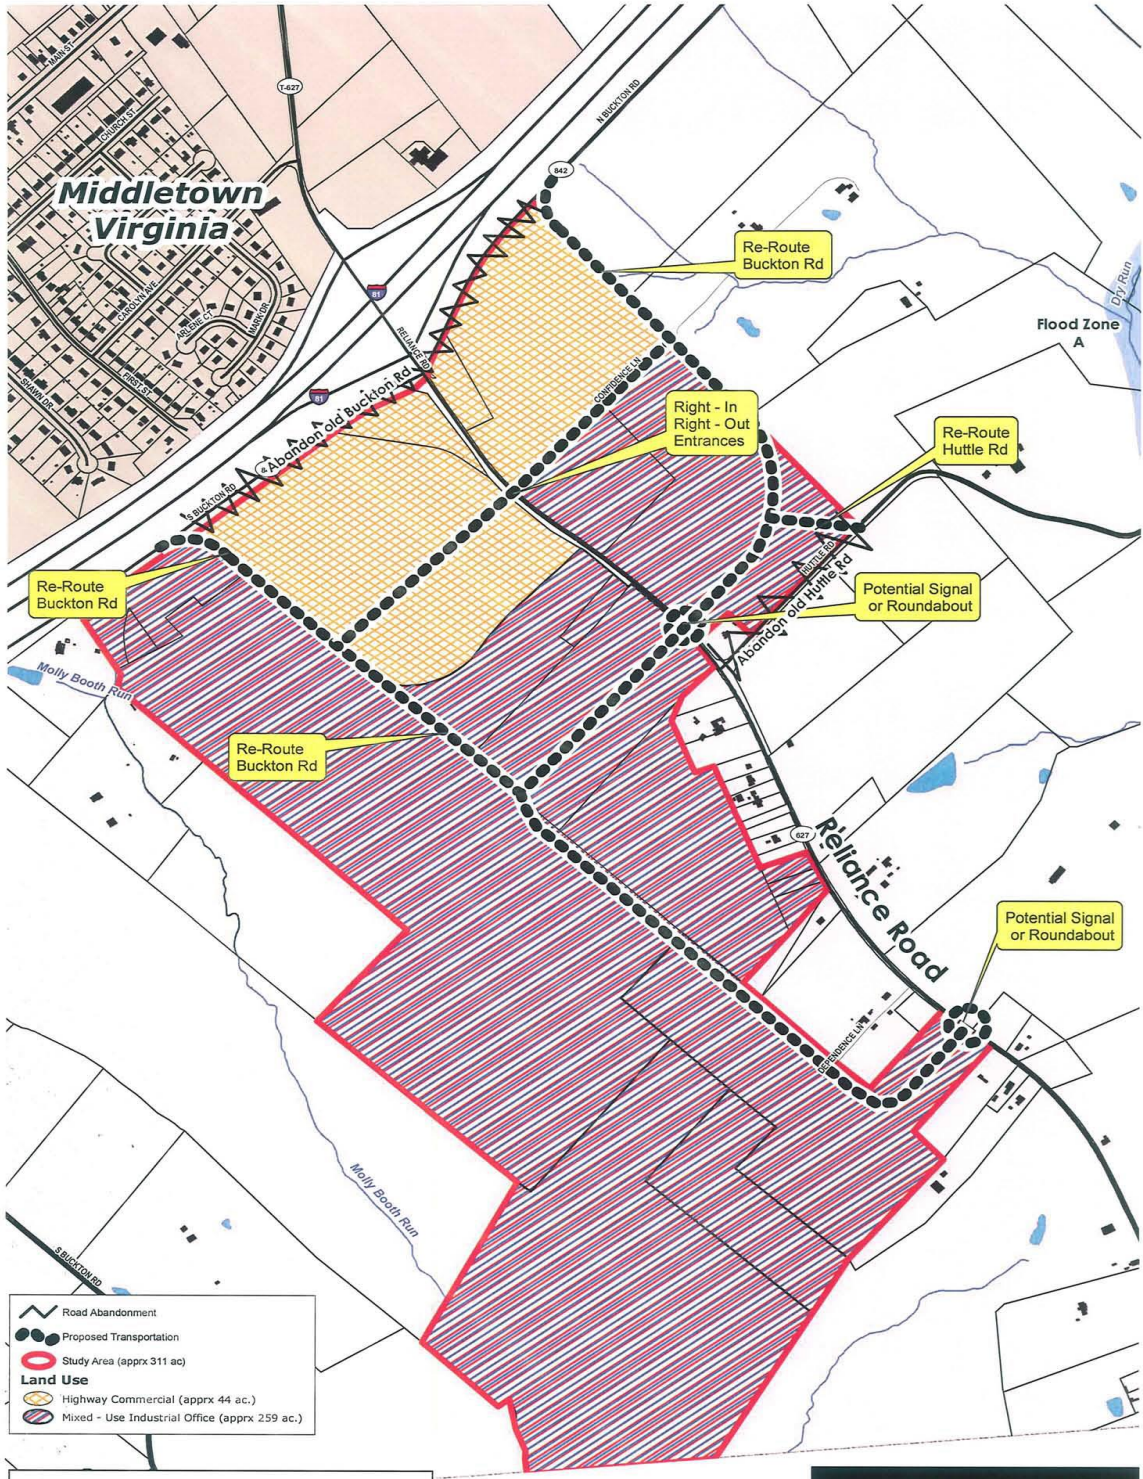 MAIN ST
CHURCH ST
T-627
N BUCKTON RD
842
Middletown
Virginia
Re-Route
Buckton Rd
Dry Run
Flood Zone
A
CAROLYN AVE
ARLENE CT
MARK DR
FIRST ST
SHAWN DR
81
81
RELIANCE RD
CONFIDENCE LN
Abandon old Buckton Rd
S BUCKTON RD
Right - In
Right - Out
Entrances
Re-Route
Huttle Rd
HUTTLE RD
Abandon old Huttle Rd
Re-Route
Buckton Rd
Potential Signal
or Roundabout
Molly Booth Run
Re-Route
Buckton Rd
627
Reliance Road
Potential Signal
or Roundabout
DEPENDENCE LN
Molly Booth Run
S BUCKTON RD
Road Abandonment
Proposed Transportation
Study Area (apprx 311 ac)
Land Use
Highway Commercial (apprx 44 ac.)
Mixed - Use Industrial Office (apprx 259 ac.)